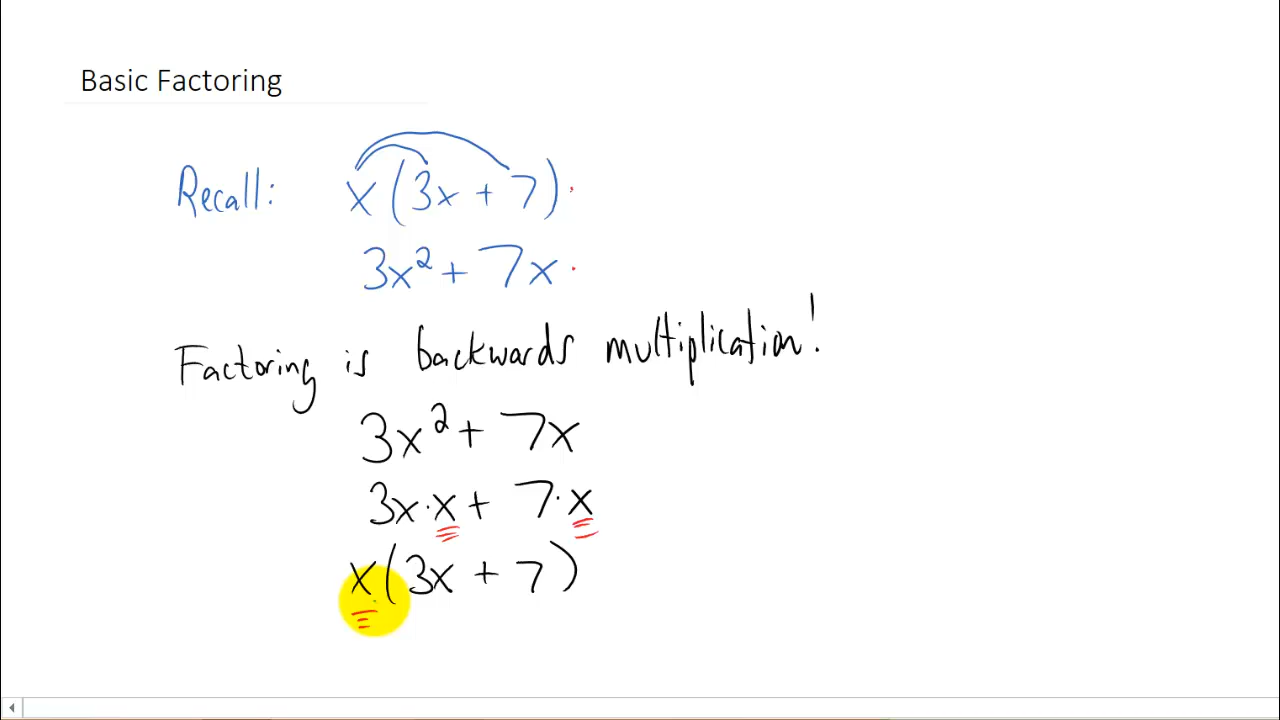 Basic Factoring
Recall: x(3x + 7)
3x² + 7x
Factoring is backwards multiplication!
3x² + 7x
3x·x + 7·x
x(3x + 7)